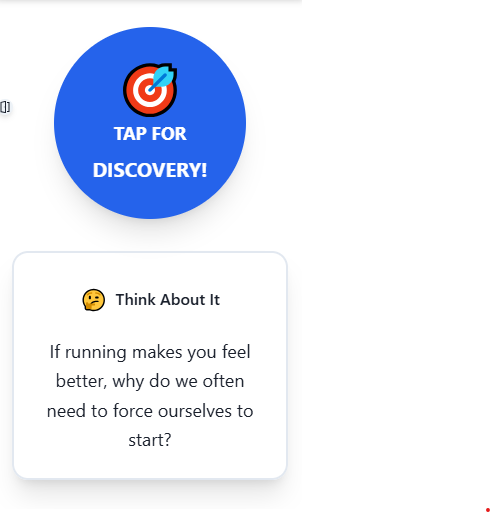 TAP FOR
DISCOVERY!
Think About It
If running makes you feel
better, why do we often
need to force ourselves to
start?